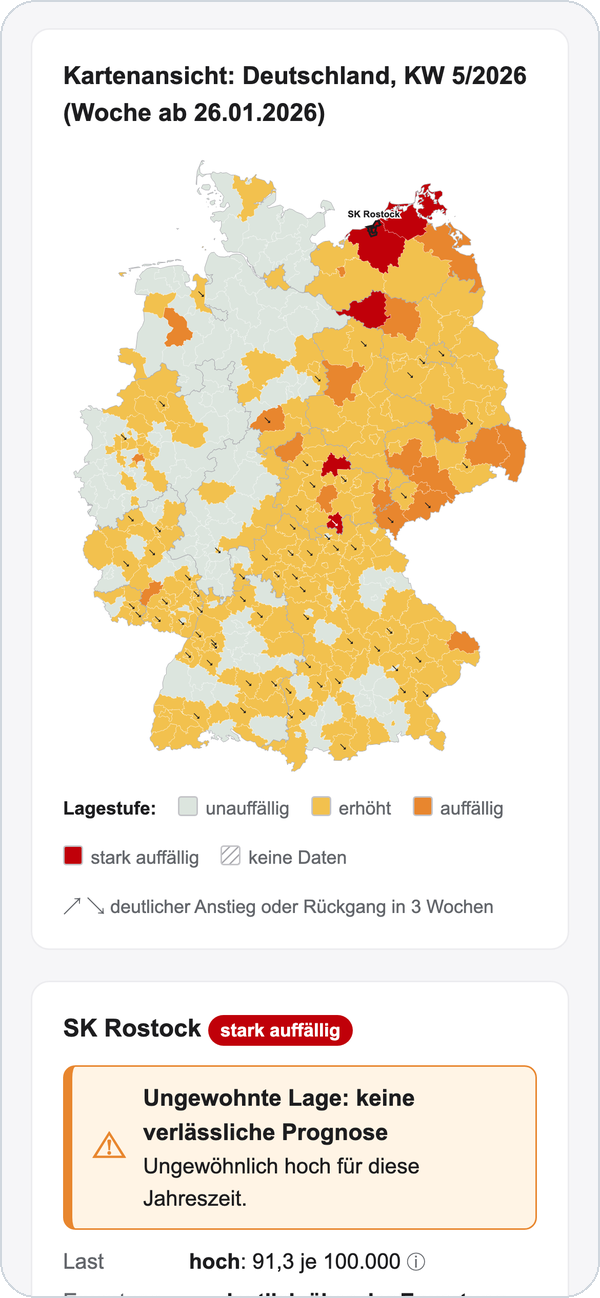 Kartenansicht: Deutschland, KW 5/2026
(Woche ab 26.01.2026)
SK Rostock
Lagestufe: unauffällig erhöht auffällig
stark auffällig keine Daten
↗ ↘ deutlicher Anstieg oder Rückgang in 3 Wochen
SK Rostock stark auffällig
Ungewohnte Lage: keine
verlässliche Prognose
Ungewöhnlich hoch für diese
Jahreszeit.
Last hoch: 91,3 je 100.000 ⓘ